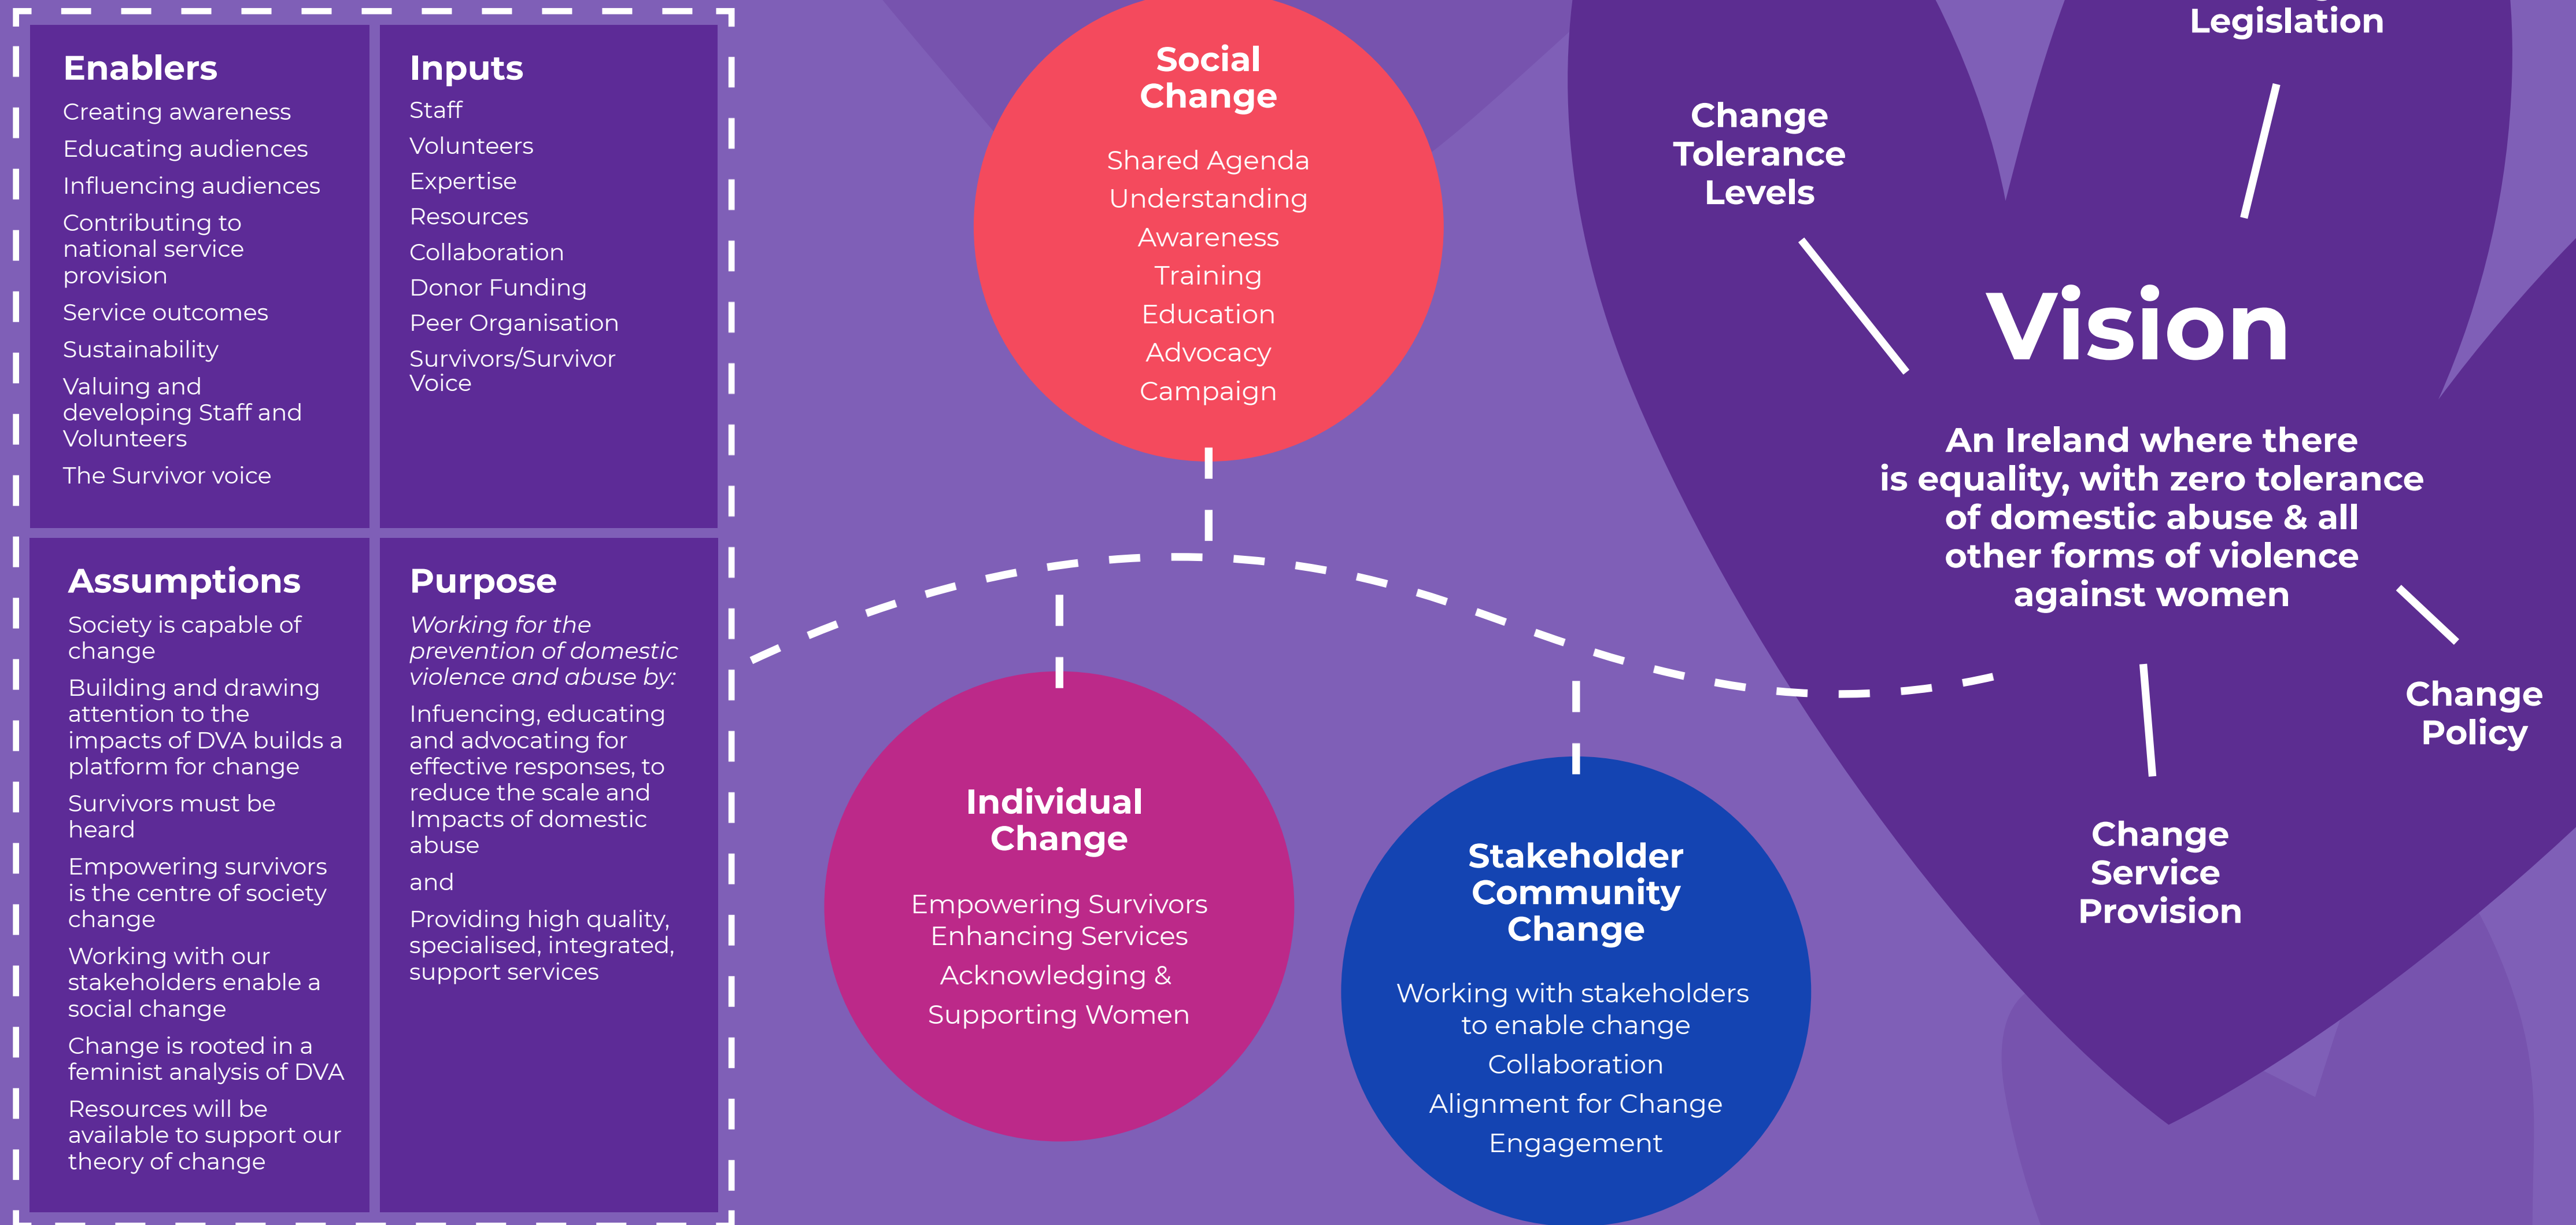 Enablers
Creating awareness
Educating audiences
Influencing audiences
Contributing to
national service
provision
Service outcomes
Sustainability
Valuing and
developing Staff and
Volunteers
The Survivor voice
Inputs
Staff
Volunteers
Expertise
Resources
Collaboration
Donor Funding
Peer Organisation
Survivors/Survivor
Voice
Assumptions
Society is capable of
change
Building and drawing
attention to the
impacts of DVA builds a
platform for change
Survivors must be
heard
Empowering survivors
is the centre of society
change
Working with our
stakeholders enable a
social change
Change is rooted in a
feminist analysis of DVA
Resources will be
available to support our
theory of change
Purpose
Working for the
prevention of domestic
violence and abuse by:
Infuencing, educating
and advocating for
effective responses, to
reduce the scale and
Impacts of domestic
abuse
and
Providing high quality,
specialised, integrated,
support services
Social
Change
Shared Agenda
Understanding
Awareness
Training
Education
Advocacy
Campaign
Individual
Change
Empowering Survivors
Enhancing Services
Acknowledging &
Supporting Women
Stakeholder
Community
Change
Working with stakeholders
to enable change
Collaboration
Alignment for Change
Engagement
Legislation
Change
Tolerance
Levels
Vision
An Ireland where there
is equality, with zero tolerance
of domestic abuse & all
other forms of violence
against women
Change
Policy
Change
Service
Provision